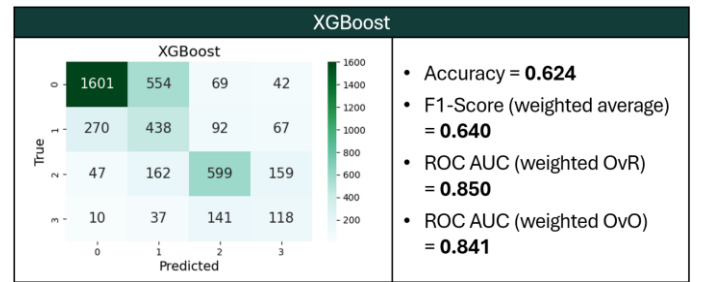 XGBoost
XGBoost
0 1601 554 69 42
1 270 438 92 67
2 47 162 599 159
3 10 37 141 118
0 1 2 3
True
Predicted
1600
1400
1200
1000
800
600
400
200
• Accuracy = 0.624
• F1-Score (weighted average)
= 0.640
• ROC AUC (weighted OvR)
= 0.850
• ROC AUC (weighted OvO)
= 0.841